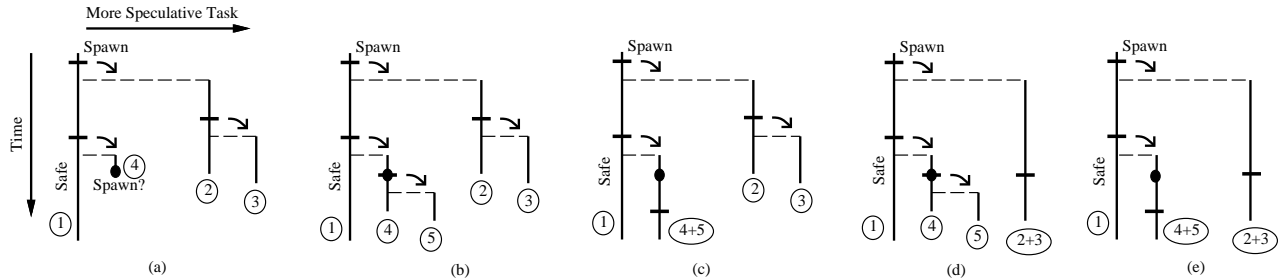 More Speculative Task
Time
Spawn
Safe
1
4
Spawn?
2
3
(a)
Spawn
Safe
1
4
5
2
3
(b)
Spawn
Safe
1
4+5
2
3
(c)
Spawn
Safe
1
4
5
2+3
(d)
Spawn
Safe
1
4+5
2+3
(e)